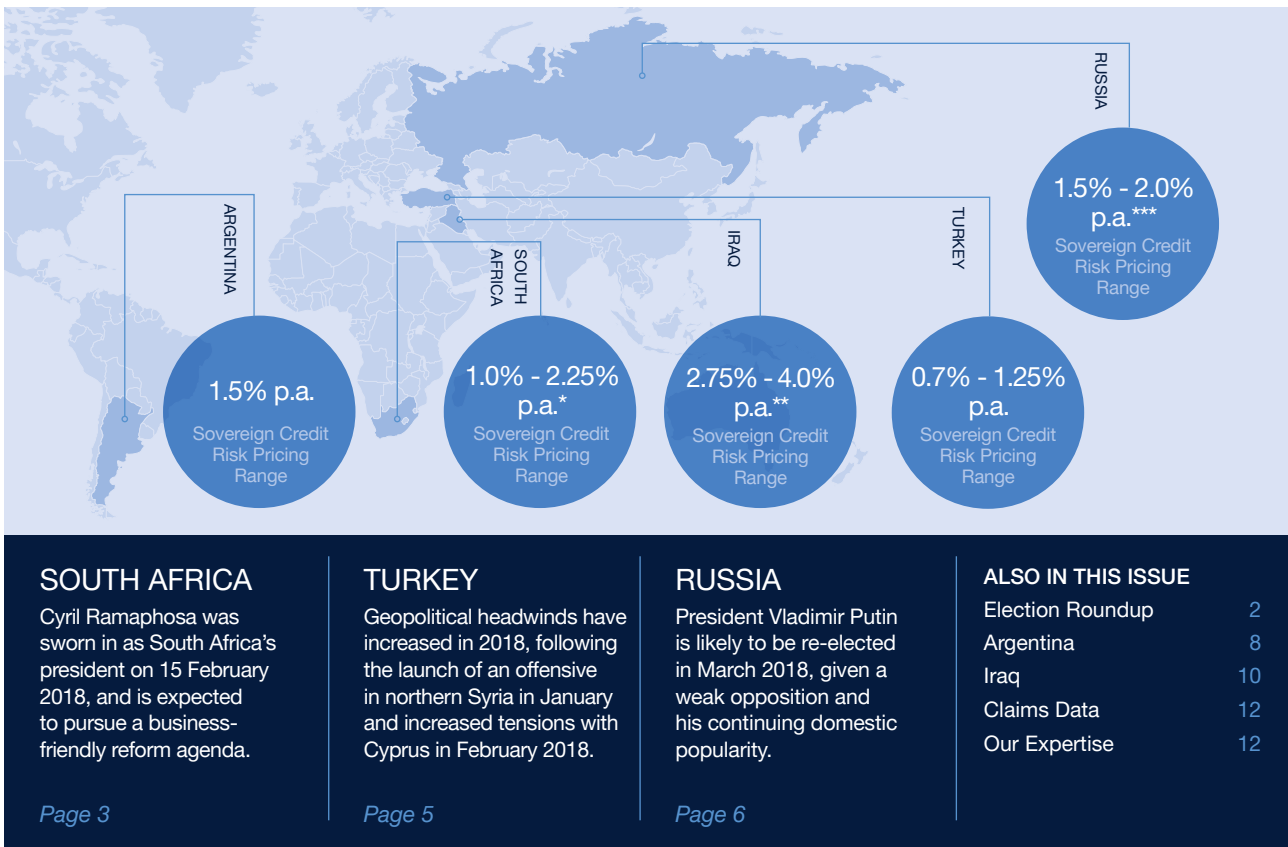 RUSSIA
1.5% - 2.0%
p.a.***
Sovereign Credit
Risk Pricing
Range
ARGENTINA
1.5% p.a.
Sovereign Credit
Risk Pricing
Range
SOUTH
AFRICA
1.0% - 2.25%
p.a.*
Sovereign Credit
Risk Pricing
Range
IRAQ
2.75% - 4.0%
p.a.**
Sovereign Credit
Risk Pricing
Range
TURKEY
0.7% - 1.25%
p.a.
Sovereign Credit
Risk Pricing
Range
SOUTH AFRICA
Cyril Ramaphosa was
sworn in as South Africa’s
president on 15 February
2018, and is expected
to pursue a business-
friendly reform agenda.
Page 3
TURKEY
Geopolitical headwinds have
increased in 2018, following
the launch of an offensive
in northern Syria in January
and increased tensions with
Cyprus in February 2018.
Page 5
RUSSIA
President Vladimir Putin
is likely to be re-elected
in March 2018, given a
weak opposition and
his continuing domestic
popularity.
Page 6
ALSO IN THIS ISSUE
Election Roundup 2
Argentina 8
Iraq 10
Claims Data 12
Our Expertise 12